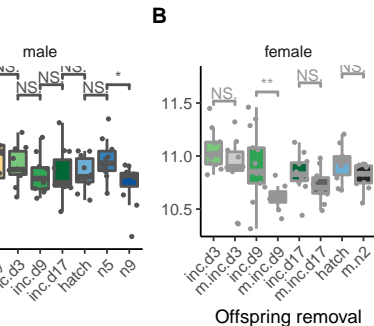 B
male
female
NS.
NS.
NS.
NS.
NS.
*
NS.
**
NS.
NS.
11.5
11.0
10.5
inc.d3
inc.d9
inc.d17
hatch
n5
n9
inc.d3
m.inc.d3
inc.d9
m.inc.d9
inc.d17
m.inc.d17
hatch
m.n2
Offspring removal